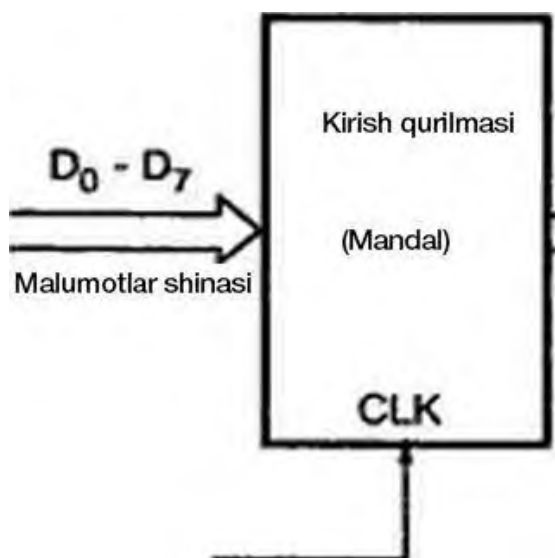 Kirish qurilmasi
D₀ - D₇
(Mandal)
Malumotlar shinasi
CLK